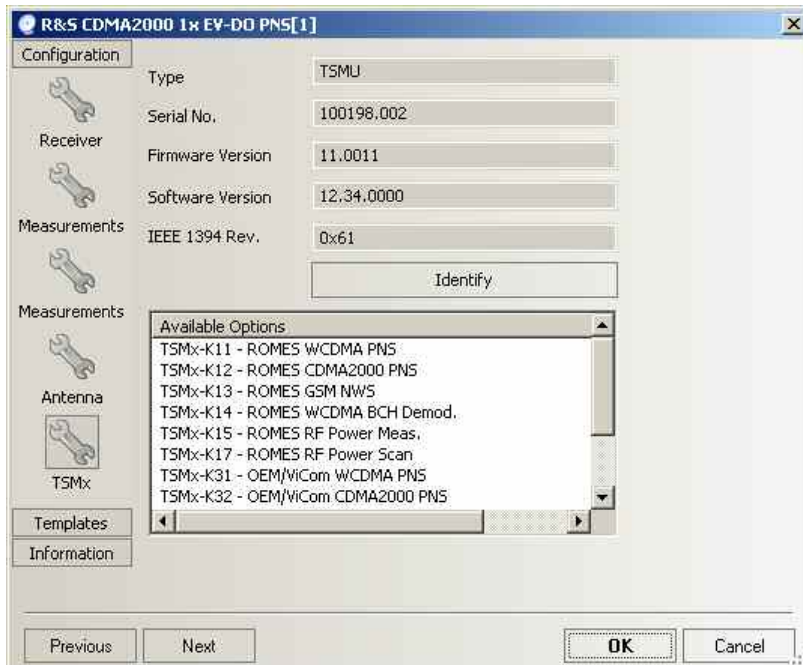 R&S CDMA2000 1x EV-DO PNS[1]
Configuration
Receiver
Measurements
Measurements
Antenna
TSMx
Templates
Information
Type
TSMU
Serial No.
100198.002
Firmware Version
11.0011
Software Version
12.34.0000
IEEE 1394 Rev.
0x61
Identify
Available Options
TSMx-K11 - ROMES WCDMA PNS
TSMx-K12 - ROMES CDMA2000 PNS
TSMx-K13 - ROMES GSM NWS
TSMx-K14 - ROMES WCDMA BCH Demod.
TSMx-K15 - ROMES RF Power Meas.
TSMx-K17 - ROMES RF Power Scan
TSMx-K31 - OEM/ViCom WCDMA PNS
TSMx-K32 - OEM/ViCom CDMA2000 PNS
Previous
Next
OK
Cancel